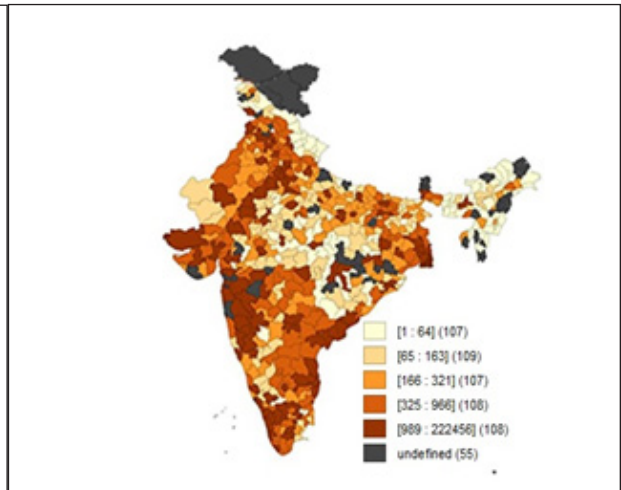 [1 : 64] (107)
[65 : 163] (109)
[166 : 321] (107)
[325 : 966] (108)
[989 : 222456] (108)
undefined (55)